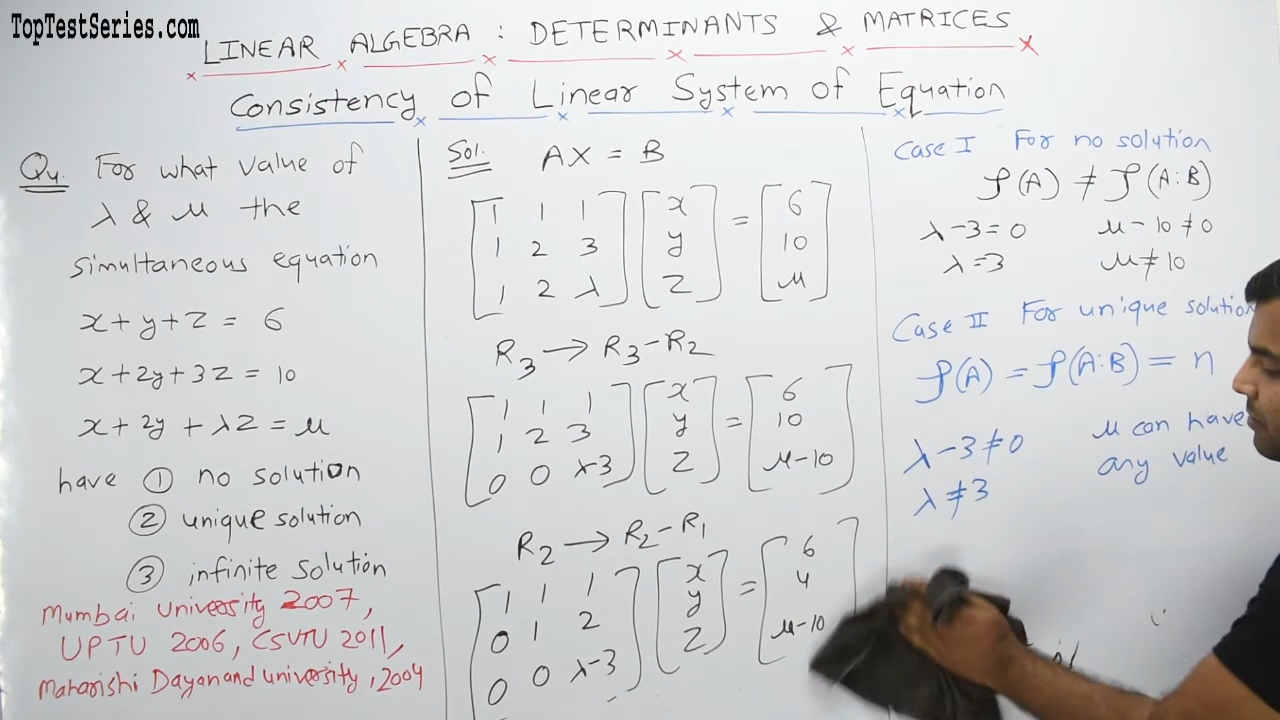 TopTestSeries.com
LINEAR ALGEBRA : DETERMINANTS & MATRICES
Consistency of Linear System of Equation
Q4. For what value of
λ & μ the
simultaneous equation
x + y + z = 6
x + 2y + 3z = 10
x + 2y + λz = μ
have ① no solution
② unique solution
③ infinite solution
Mumbai university 2007,
UPTU 2006, CSVTU 2011,
Maharishi Dayanand university, 2004
Sol. AX = B
[1 1 1] [x] = [6]
[1 2 3] [y] [10]
[1 2 λ] [z] [μ]
R3 → R3-R2
[1 1 1] [x] = [6]
[1 2 3] [y] [10]
[0 0 λ-3] [z] [μ-10]
R2 → R2-R1
[1 1 1] [x] = [6]
[0 1 2] [y] [4]
[0 0 λ-3] [z] [μ-10]
Case I For no solution
ρ(A) ≠ ρ(A:B)
λ-3=0 μ-10≠0
λ=3 μ≠10
Case II For unique solution
ρ(A) = ρ(A:B) = n
λ-3≠0 μ can have
λ≠3 any value